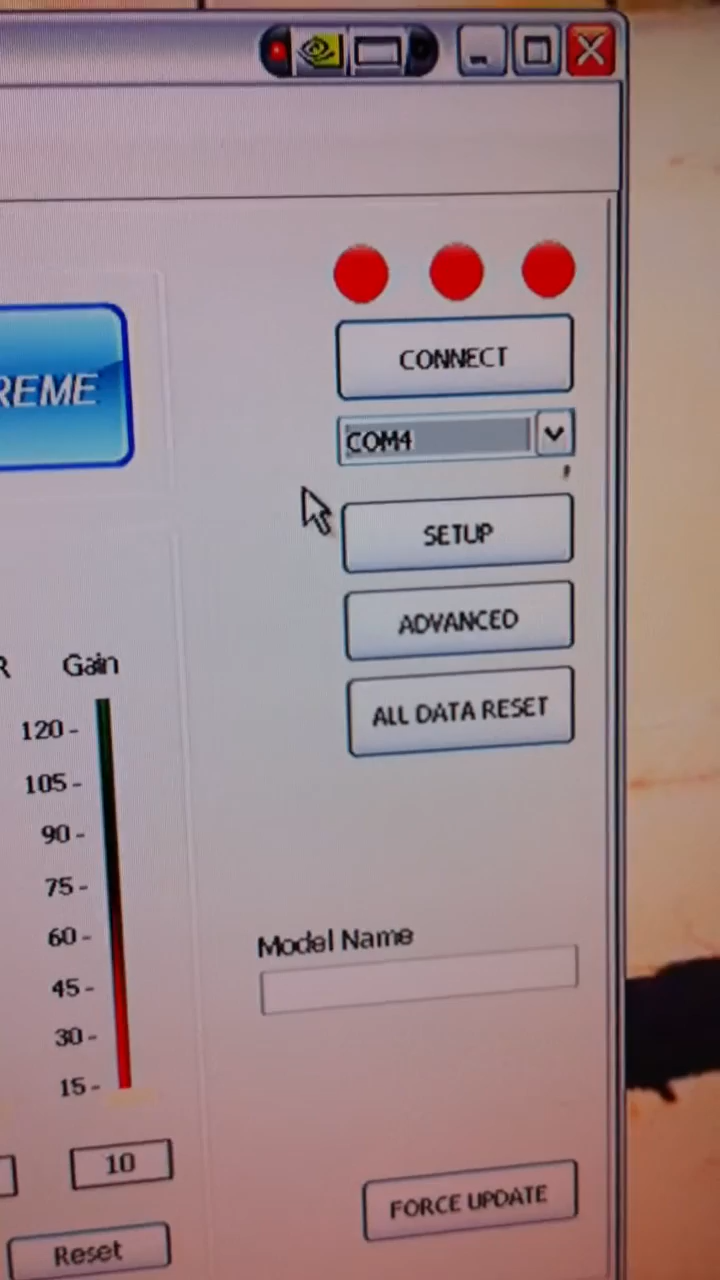 REME
CONNECT
COM4
SETUP
ADVANCED
ALL DATA RESET
R Gain
120
105
90
75
60
45
30
15
Model Name
10
FORCE UPDATE
Reset